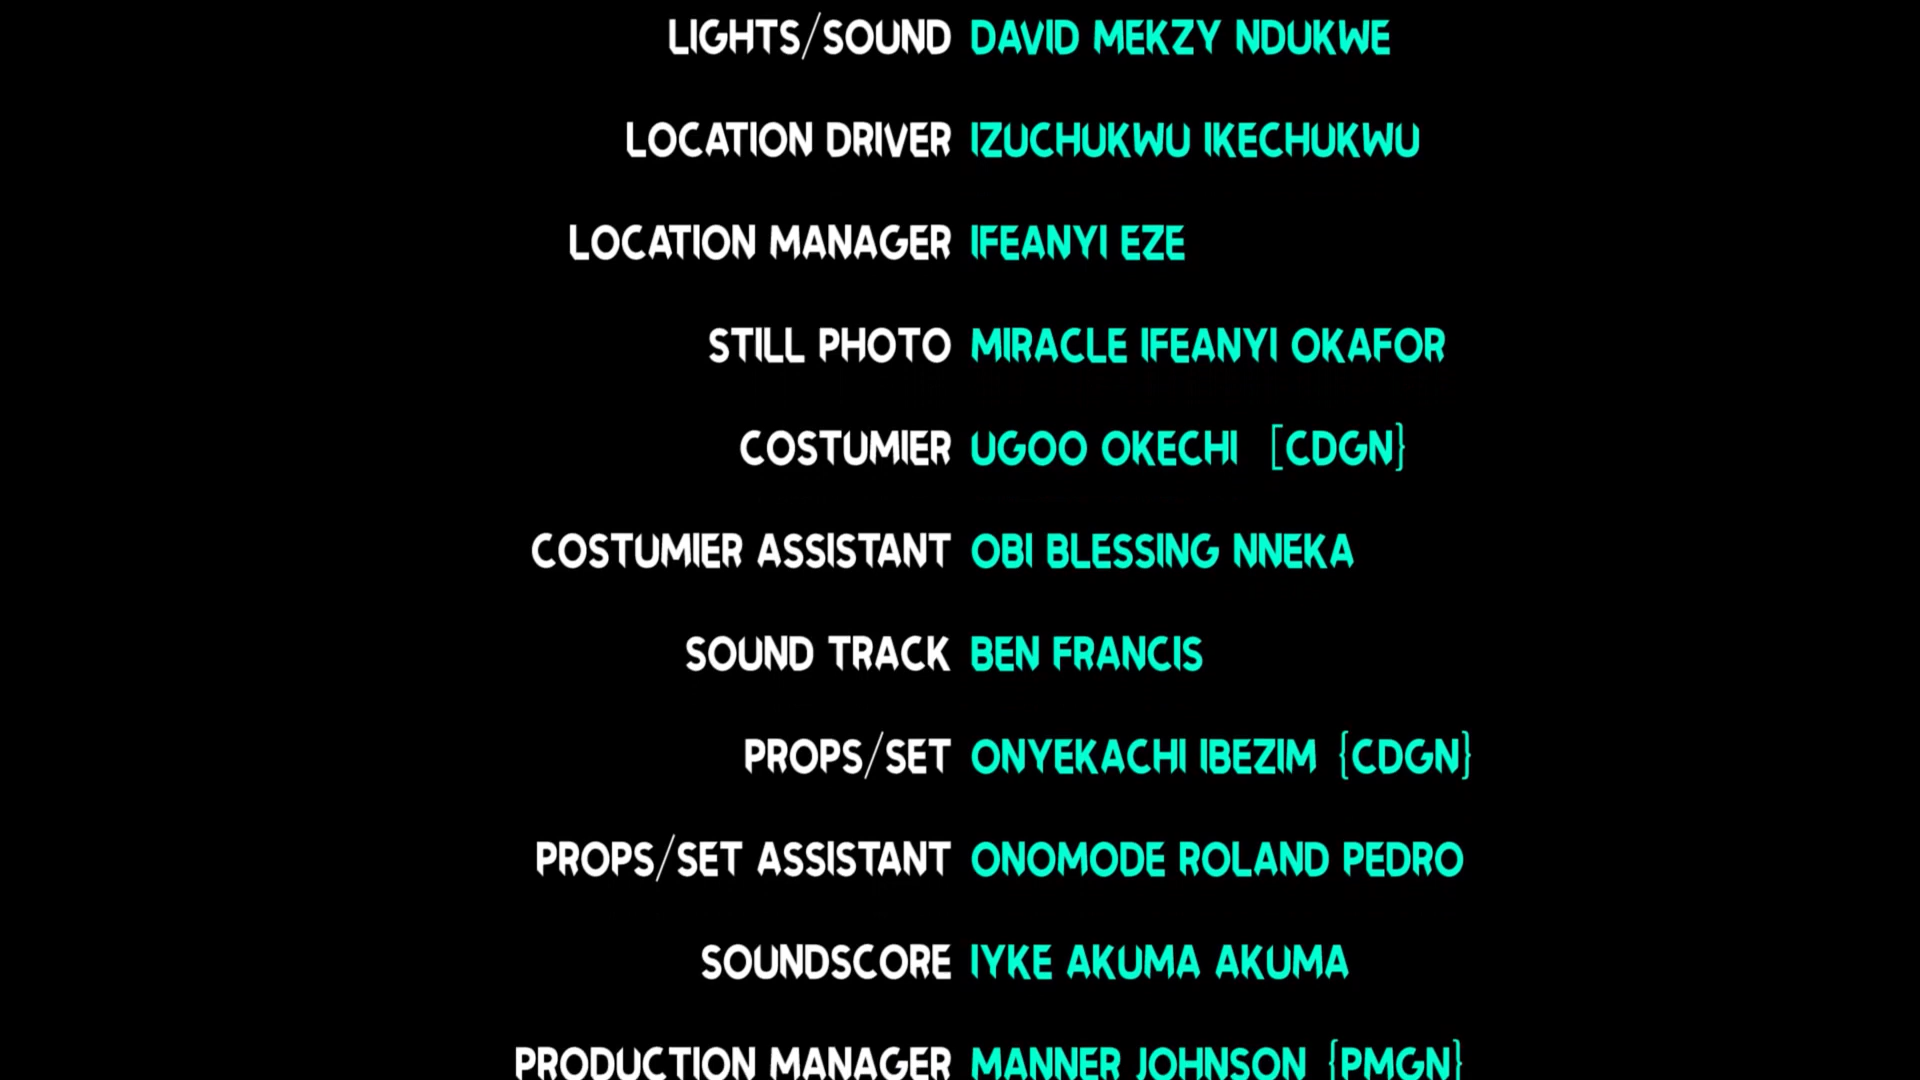 LIGHTS/SOUND DAVID MEKZY NDUKWE
LOCATION DRIVER IZUCHUKWU IKECHUKWU
LOCATION MANAGER IFEANYI EZE
STILL PHOTO MIRACLE IFEANYI OKAFOR
COSTUMIER UGOO OKECHI [CDGN}
COSTUMIER ASSISTANT OBI BLESSING NNEKA
SOUND TRACK BEN FRANCIS
PROPS/SET ONYEKACHI IBEZIM {CDGN}
PROPS/SET ASSISTANT ONOMODE ROLAND PEDRO
SOUNDSCORE IYKE AKUMA AKUMA
PRODUCTION MANAGER MANNER JOHNSON {PMGN}